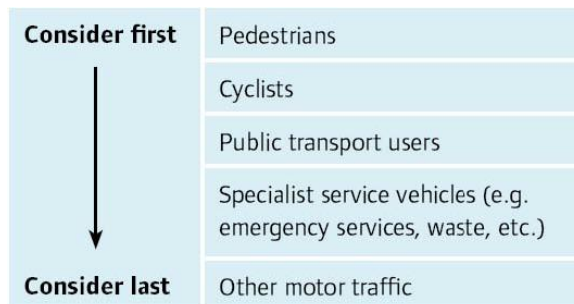 Consider first
Pedestrians
Cyclists
Public transport users
Specialist service vehicles (e.g.
emergency services, waste, etc.)
Consider last
Other motor traffic